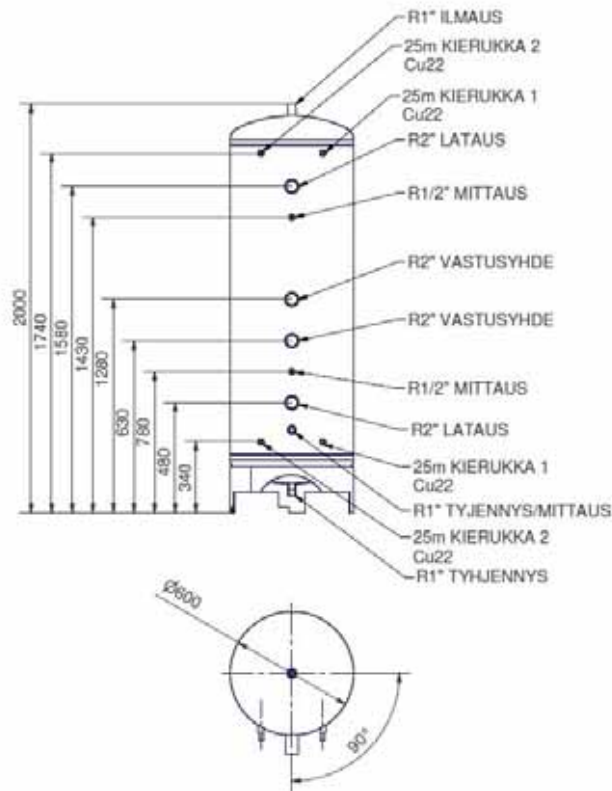 R1" ILMAUS
25m KIERUKKA 2
Cu22
25m KIERUKKA 1
Cu22
R2" LATAUS
R1/2" MITTAUS
R2" VASTUSYHDE
R2" VASTUSYHDE
R1/2" MITTAUS
R2" LATAUS
25m KIERUKKA 1
Cu22
R1" TYJENNYS/MITTAUS
25m KIERUKKA 2
Cu22
R1" TYHJENNYS
2000
1740
1580
1430
1280
630
780
480
340
Ø600
90°